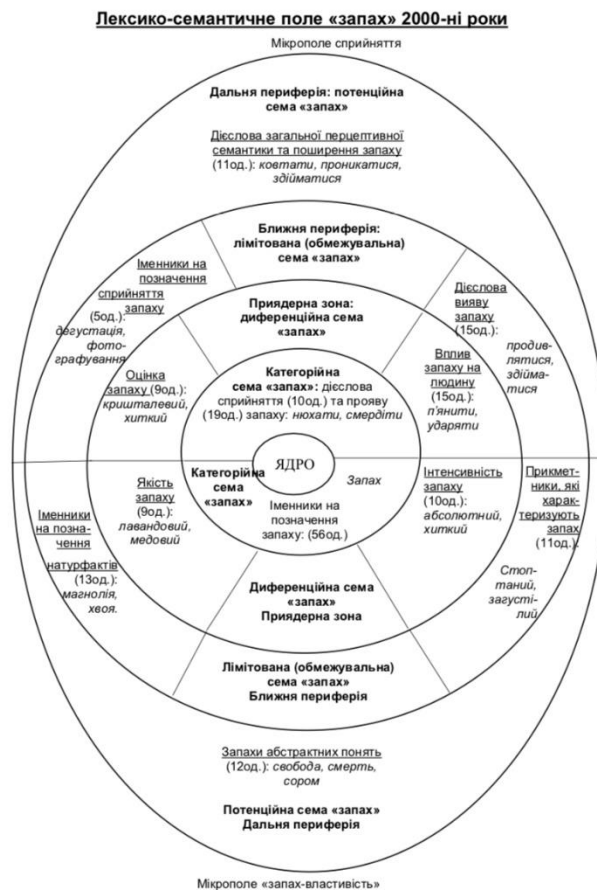 Лексико-семантичне поле «запах» 2000-ні роки
Мікрополе сприйняття
Дальня периферія: потенційна
сема «запах»
Дієслова загальної перцептивної
семантики та поширення запаху
(11од.): ковтати, проникатися,
здійматися
Ближня периферія:
лімітована (обмежувальна)
сема «запах»
Іменники на
позначення
сприйняття
запаху
(5од.):
дегустація,
фото-
графування
Дієслова
вияву
запаху
(15од.):
продив-
лятися,
здійма-
тися
Приядерна зона:
диференційна сема
«запах»
Оцінка
запаху (9од.):
кришталевий,
хиткий
Вплив
запаху на
людину
(15од.):
п'янити,
ударяти
Категорійна
сема «запах»: дієслова
сприйняття (10од.) та прояву
(19од.) запаху: нюхати, смердіти
ЯДРО
Категорійна
сема
«запах»
Запах
Іменники на
позначення
запаху: (56од.)
Якість
запаху
(9од.):
лавандовий,
медовий
Інтенсивність
запаху
(10од.):
абсолютний,
хиткий
Іменники
на позна-
чення
натурфактів
(13од.):
магнолія,
хвоя.
Прикмет-
ники, які
харак-
теризують
запах
(11од.):
Стоп-
таний,
загусті-
лий
Диференційна сема
«запах»
Приядерна зона
Лімітована (обмежувальна)
сема «запах»
Ближня периферія
Запахи абстрактних понять
(12од.): свобода, смерть,
сором
Потенційна сема «запах»
Дальня периферія
Мікрополе «запах-властивість»